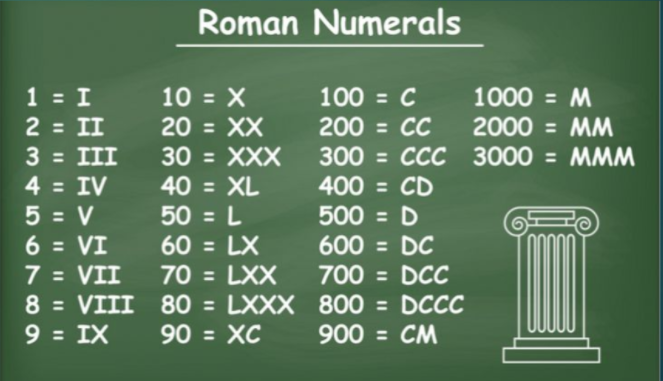 Roman Numerals
1 = I 10 = X 100 = C 1000 = M
2 = II 20 = XX 200 = CC 2000 = MM
3 = III 30 = XXX 300 = CCC 3000 = MMM
4 = IV 40 = XL 400 = CD
5 = V 50 = L 500 = D
6 = VI 60 = LX 600 = DC
7 = VII 70 = LXX 700 = DCC
8 = VIII 80 = LXXX 800 = DCCC
9 = IX 90 = XC 900 = CM